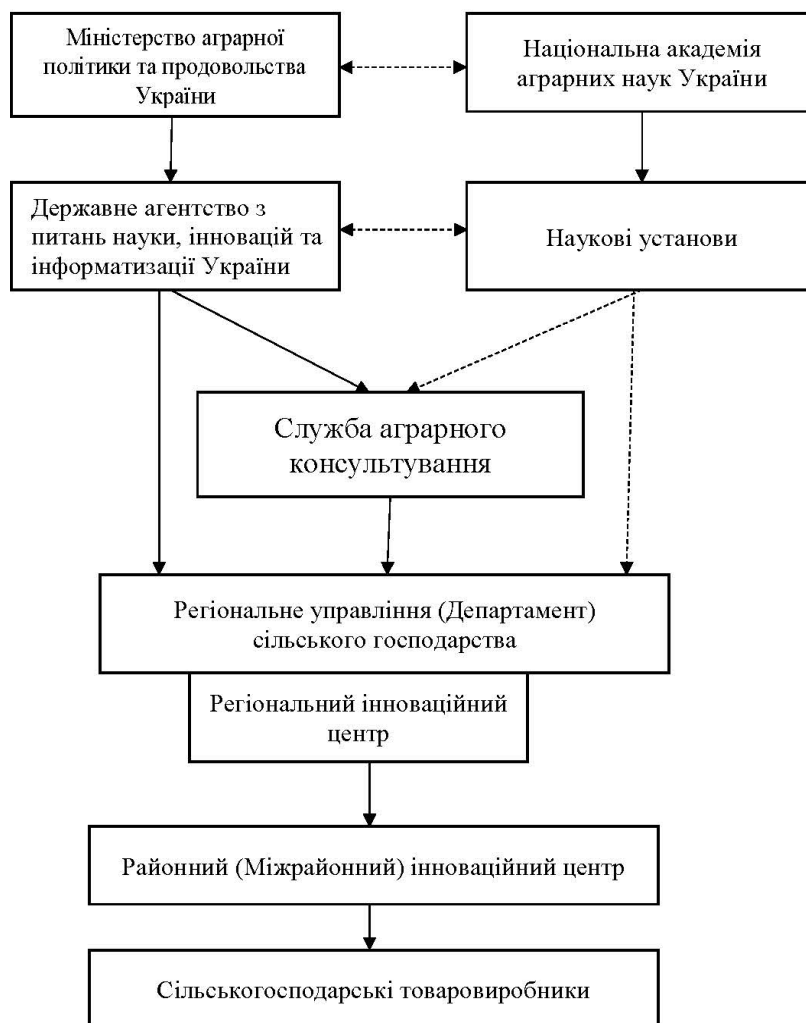 Міністерство аграрної
політики та продовольства
України
Національна академія
аграрних наук України
Державне агентство з
питань науки, інновацій та
інформатизації України
Наукові установи
Служба аграрного
консультування
Регіональне управління (Департамент)
сільського господарства
Регіональний інноваційний
центр
Районний (Міжрайонний) інноваційний центр
Сільськогосподарські товаровиробники